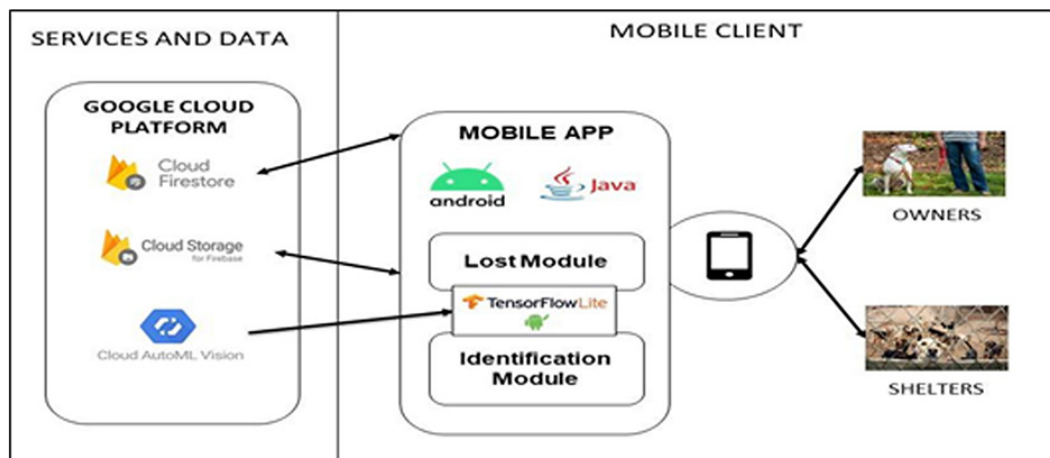 SERVICES AND DATA
GOOGLE CLOUD
PLATFORM
Cloud
Firestore
Cloud Storage
for Firebase
Cloud AutoML Vision
MOBILE CLIENT
MOBILE APP
android
Java
Lost Module
TensorFlowLite
Identification
Module
OWNERS
SHELTERS